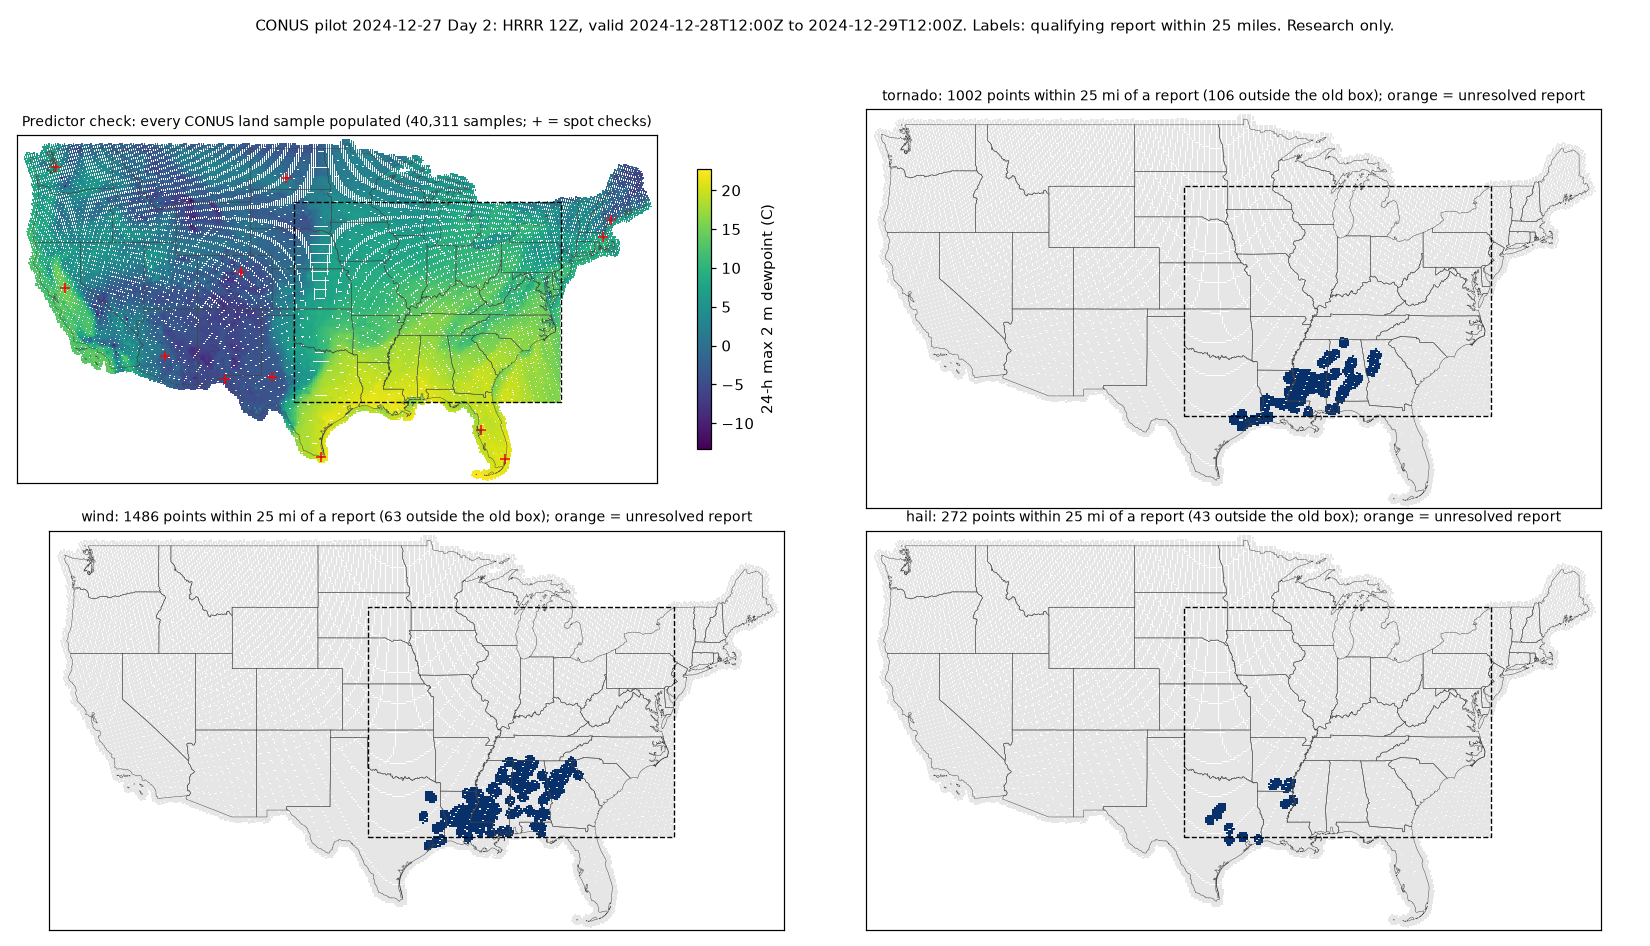 CONUS pilot 2024-12-27 Day 2: HRRR 12Z, valid 2024-12-28T12:00Z to 2024-12-29T12:00Z. Labels: qualifying report within 25 miles. Research only.
Predictor check: every CONUS land sample populated (40,311 samples; + = spot checks)
20
15
10
5
0
−5
−10
24-h max 2 m dewpoint (C)
tornado: 1002 points within 25 mi of a report (106 outside the old box); orange = unresolved report
wind: 1486 points within 25 mi of a report (63 outside the old box); orange = unresolved report
hail: 272 points within 25 mi of a report (43 outside the old box); orange = unresolved report